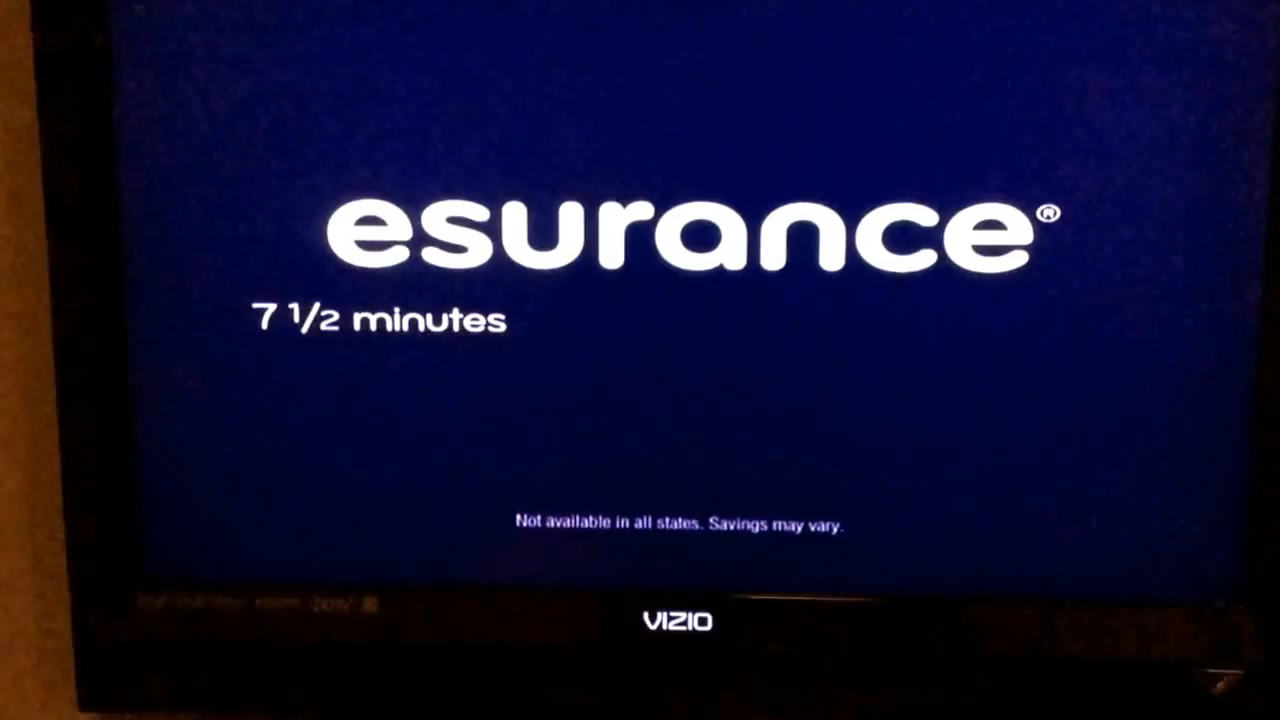 esurance®
7 1/2 minutes
Not available in all states. Savings may vary.
VIZIO